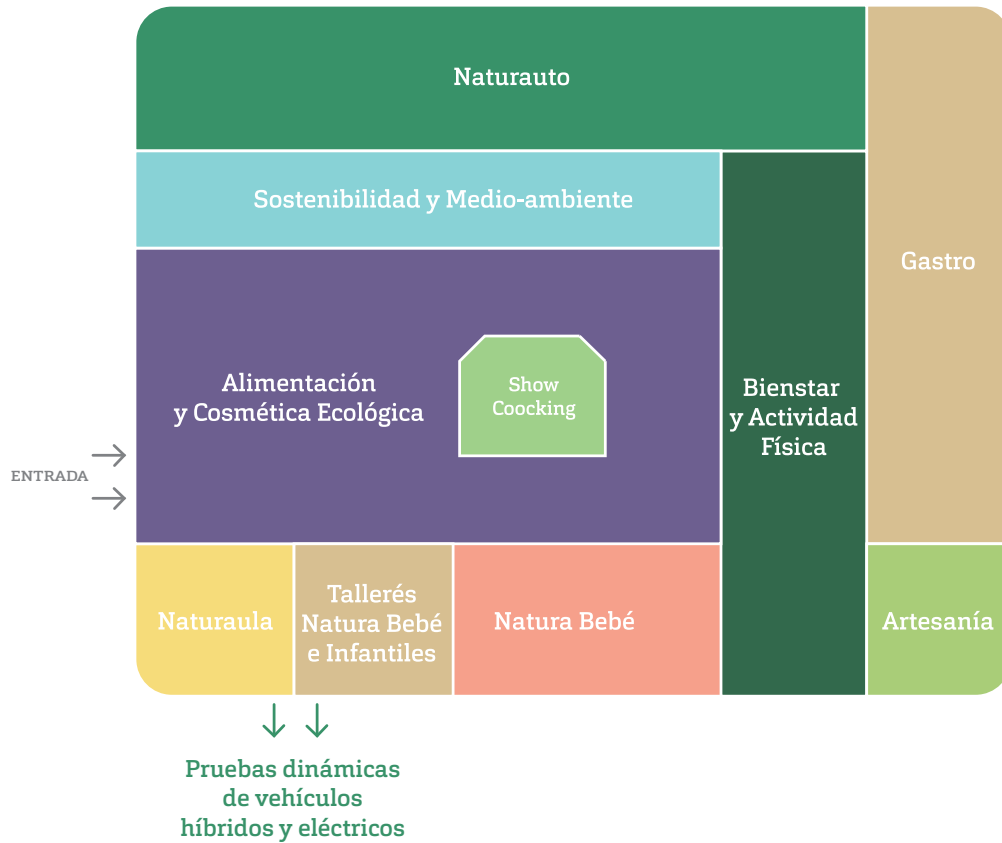 Naturauto
Sostenibilidad y Medio-ambiente
Gastro
Alimentación
y Cosmética Ecológica
Show
Coocking
Bienstar
y Actividad
Física
ENTRADA
Naturaula
Tallerés
Natura Bebé
e Infantiles
Natura Bebé
Artesanía
Pruebas dinámicas
de vehículos
híbridos y eléctricos